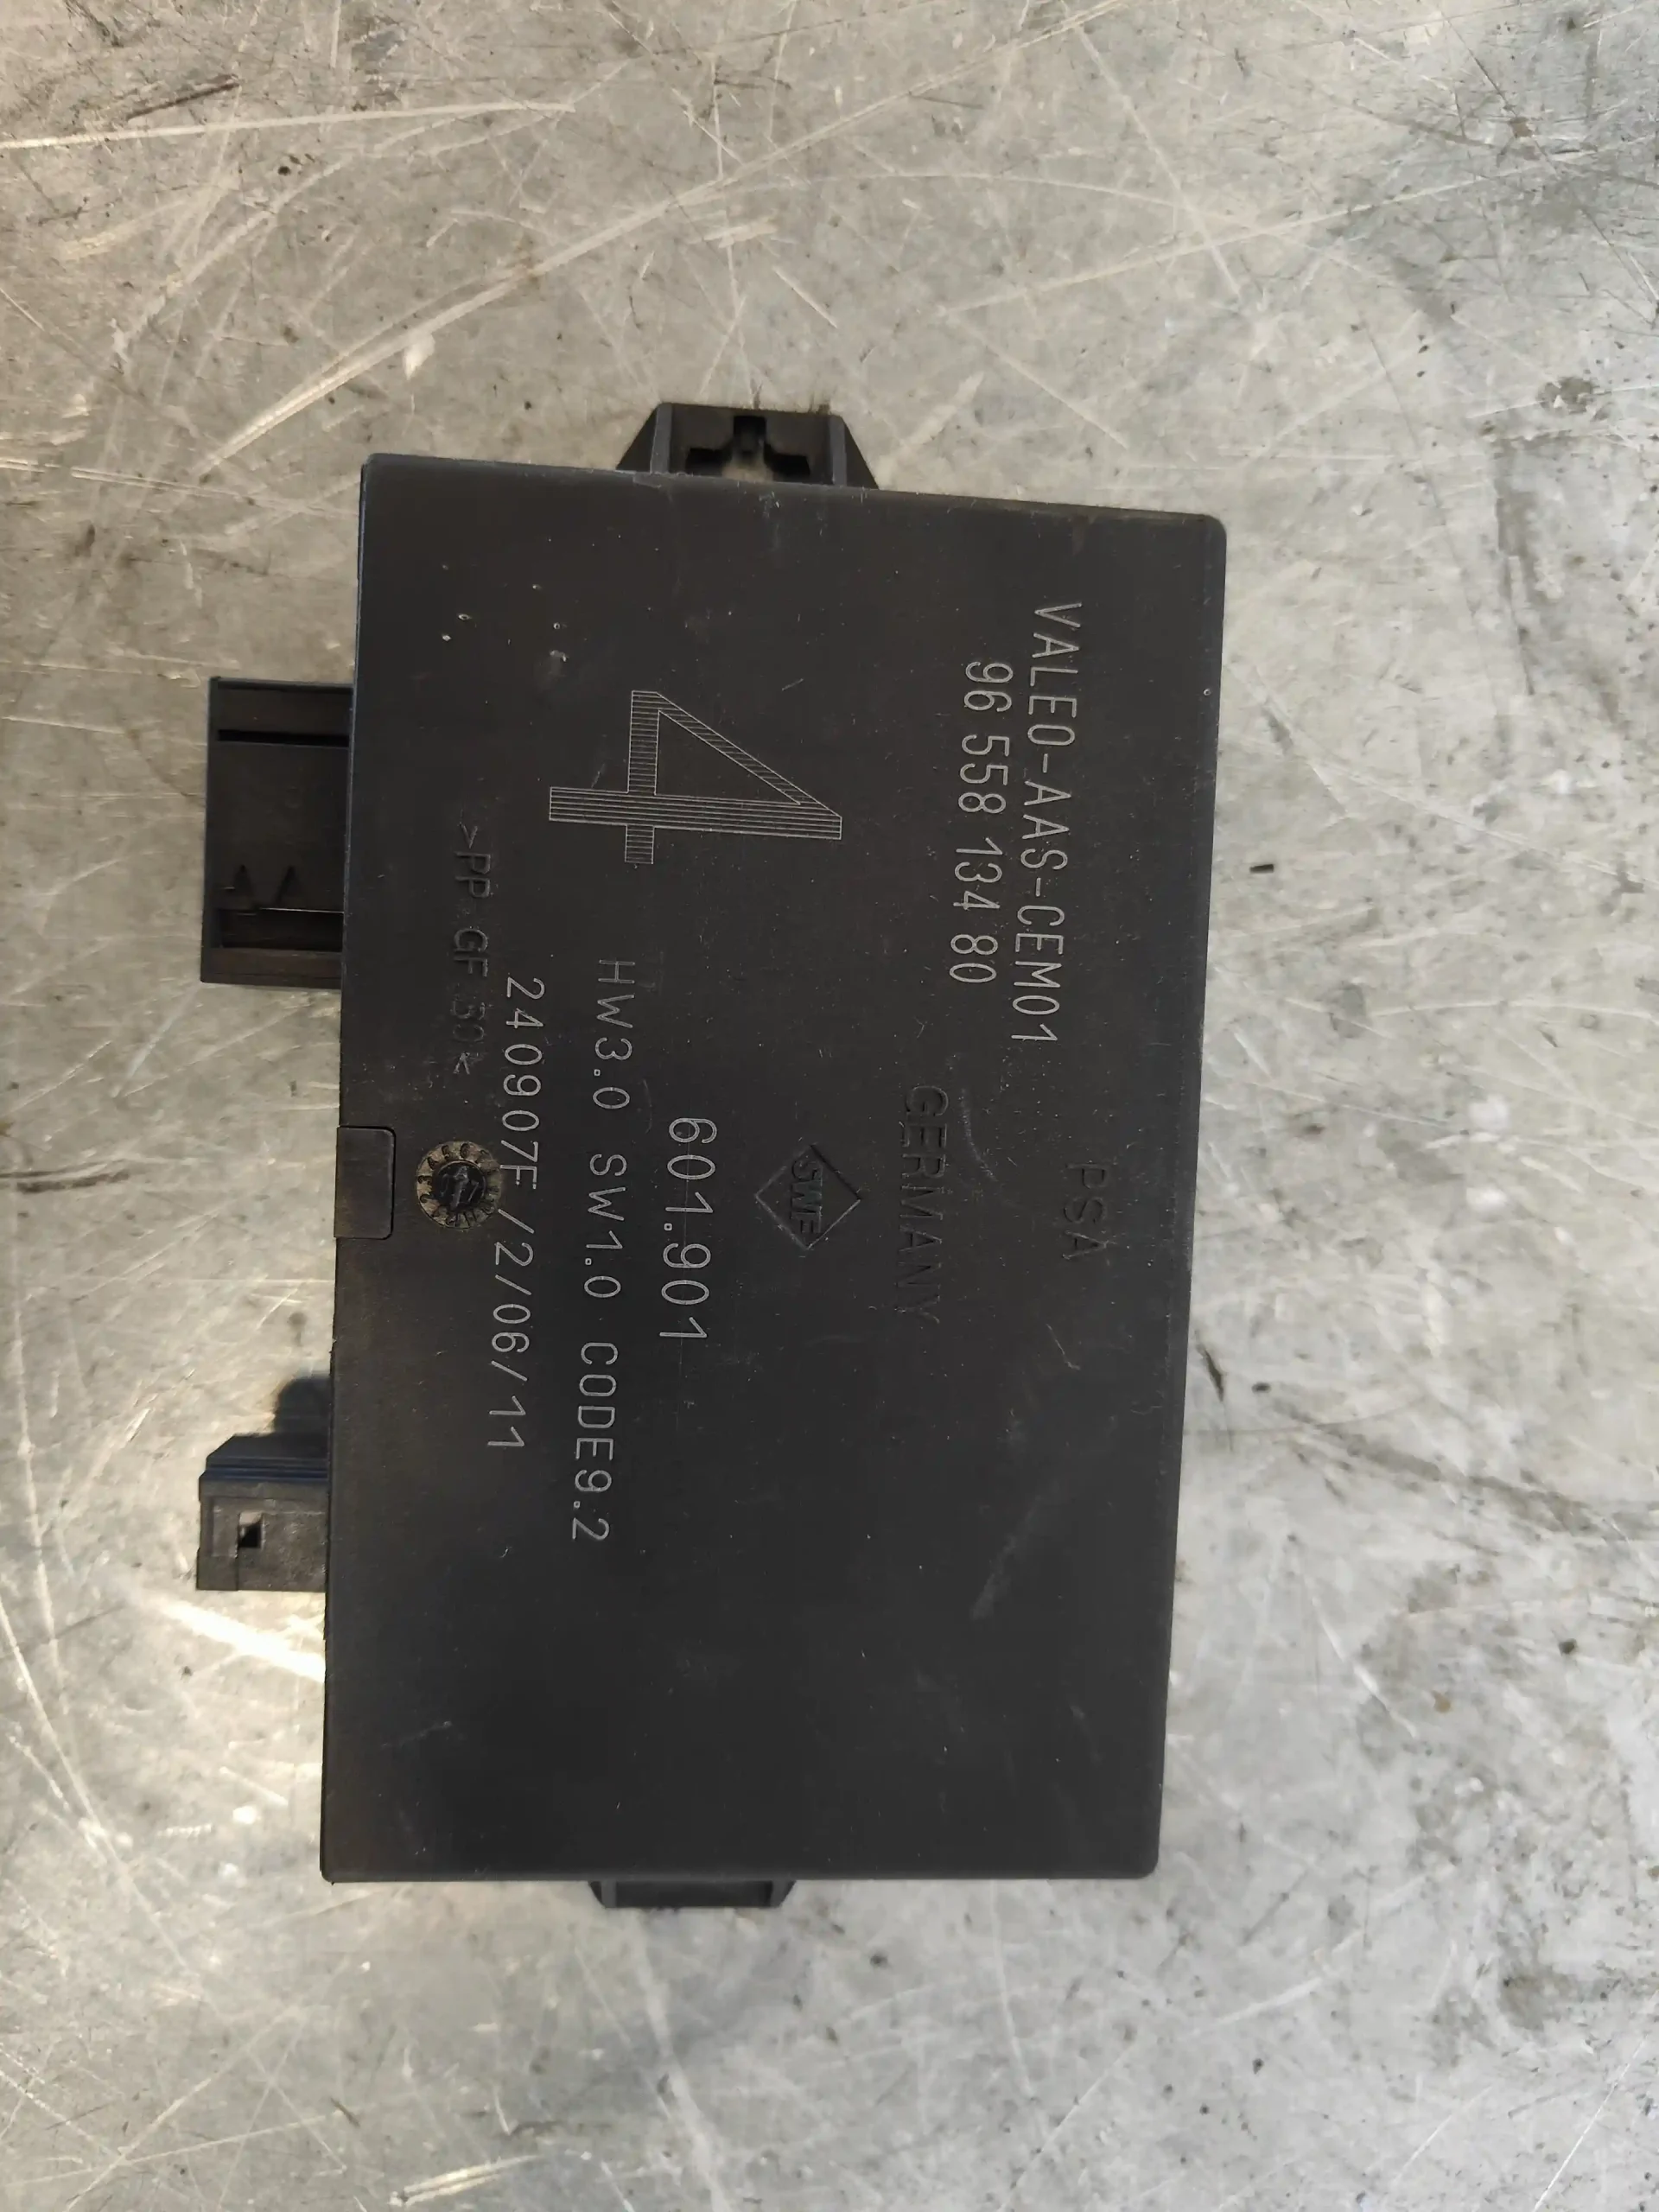 VALEO-AAS-CEM01
96 558 134 80
PSA
GERMANY
4
SWF
601.901
HW3.0 SW1.0 CODE9.2
240907F /2/06/11
>PP GF 30<